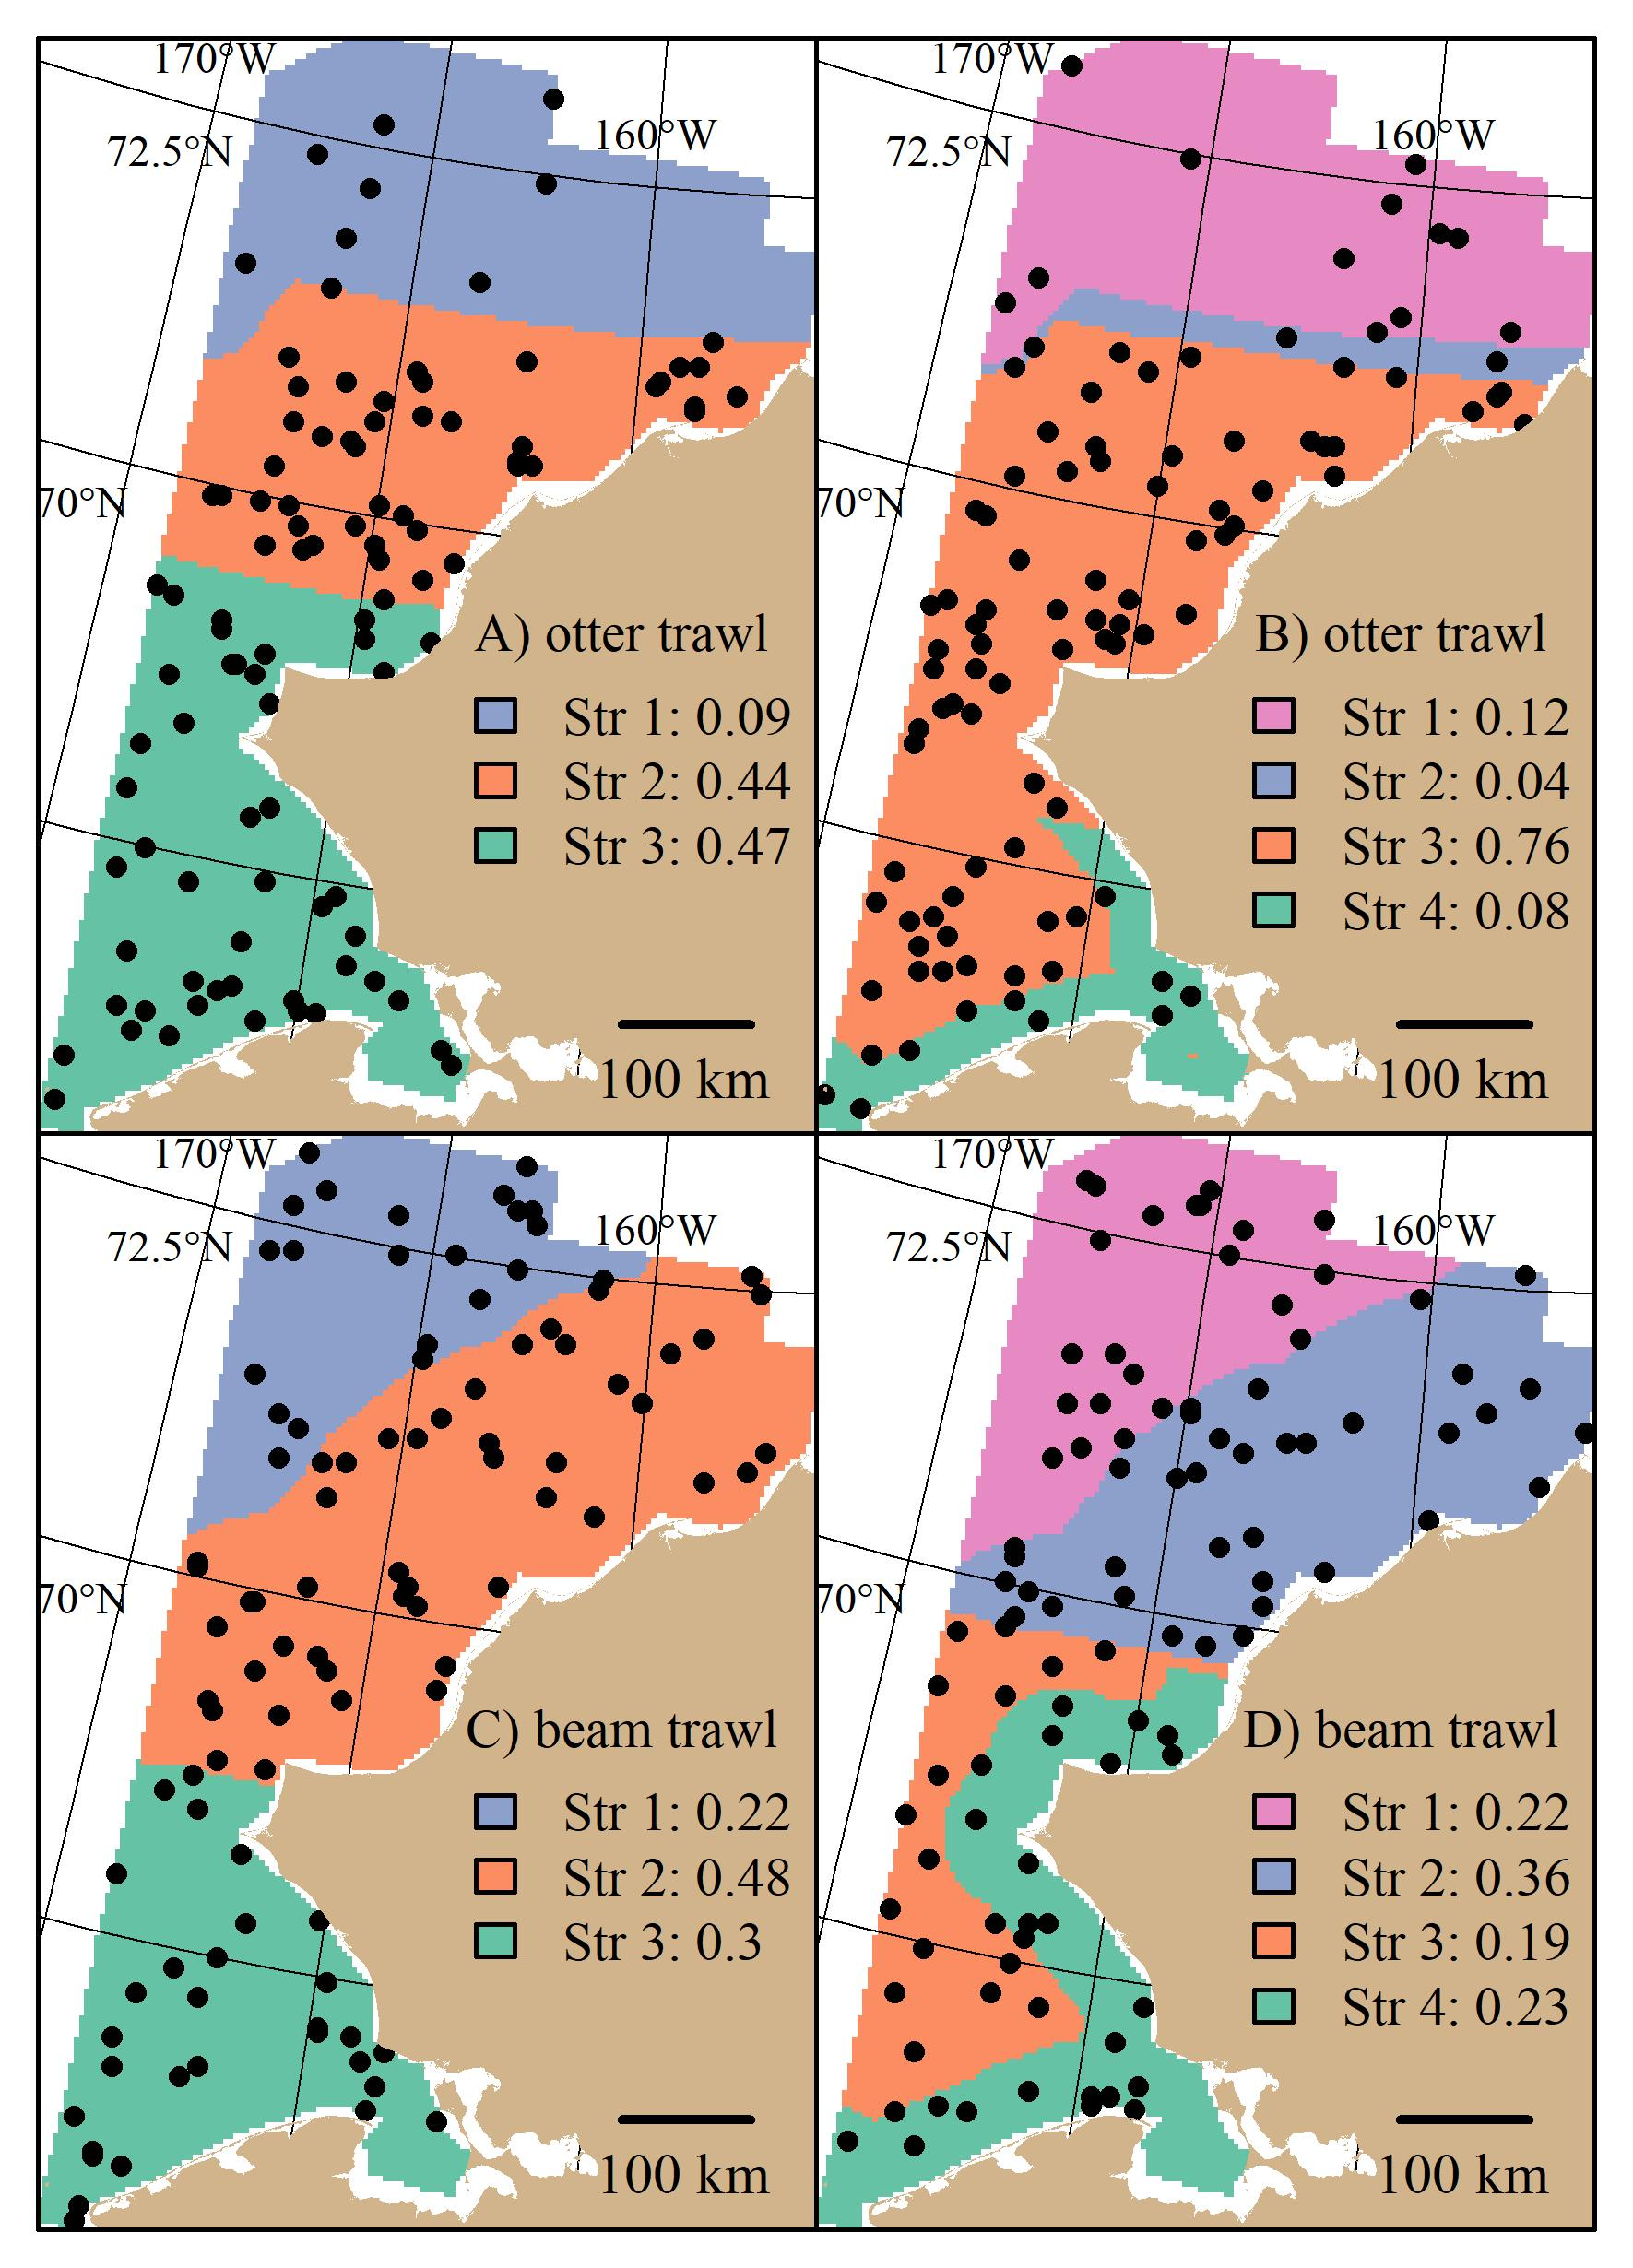 170°W
160°W
72.5°N
70°N
A) otter trawl
Str 1: 0.09
Str 2: 0.44
Str 3: 0.47
100 km
170°W
160°W
72.5°N
70°N
B) otter trawl
Str 1: 0.12
Str 2: 0.04
Str 3: 0.76
Str 4: 0.08
100 km
170°W
160°W
72.5°N
70°N
C) beam trawl
Str 1: 0.22
Str 2: 0.48
Str 3: 0.3
100 km
170°W
160°W
72.5°N
70°N
D) beam trawl
Str 1: 0.22
Str 2: 0.36
Str 3: 0.19
Str 4: 0.23
100 km